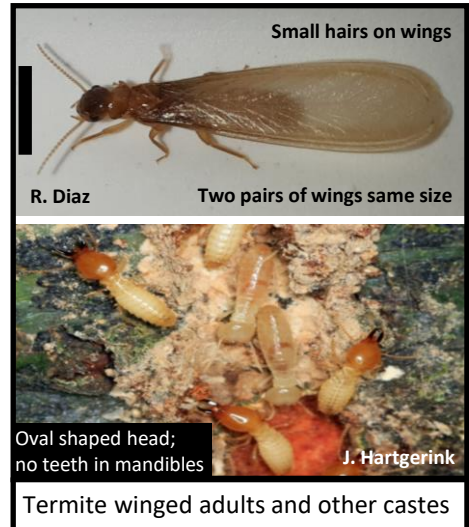 Small hairs on wings
R. Diaz
Two pairs of wings same size
Oval shaped head;
no teeth in mandibles
J. Hartgerink
Termite winged adults and other castes